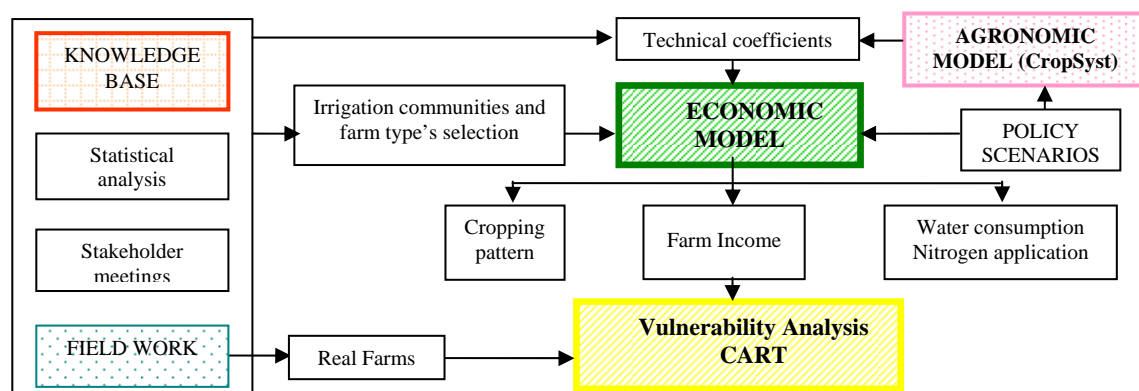 KNOWLEDGE
BASE
Statistical
analysis
Stakeholder
meetings
FIELD WORK
Irrigation communities and
farm type's selection
Real Farms
Technical coefficients
ECONOMIC
MODEL
AGRONOMIC
MODEL (CropSyst)
POLICY
SCENARIOS
Cropping
pattern
Farm Income
Water consumption
Nitrogen application
Vulnerability Analysis
CART